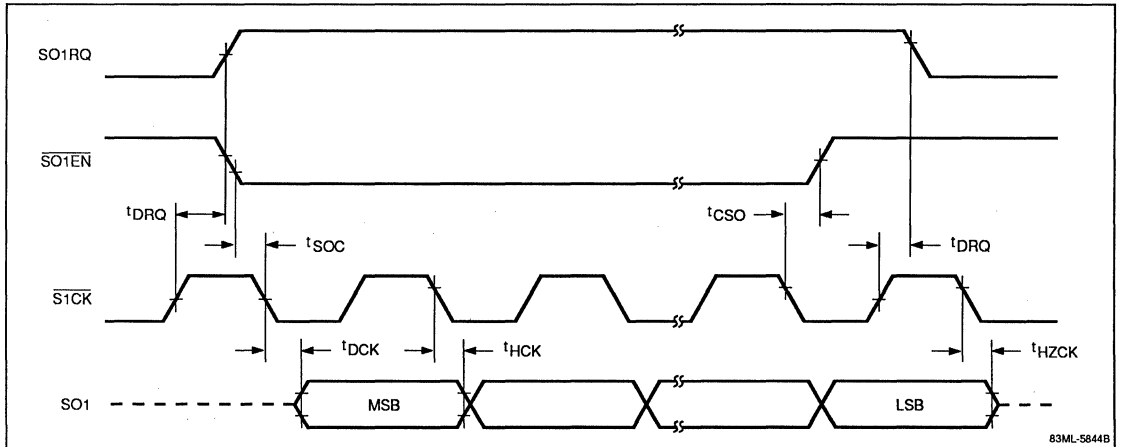 SO1RQ
SO1EN
tDRQ
tSOC
tCSO
tDRQ
S1CK
tDCK
tHCK
tHZCK
SO1
MSB
LSB
83ML-5844B